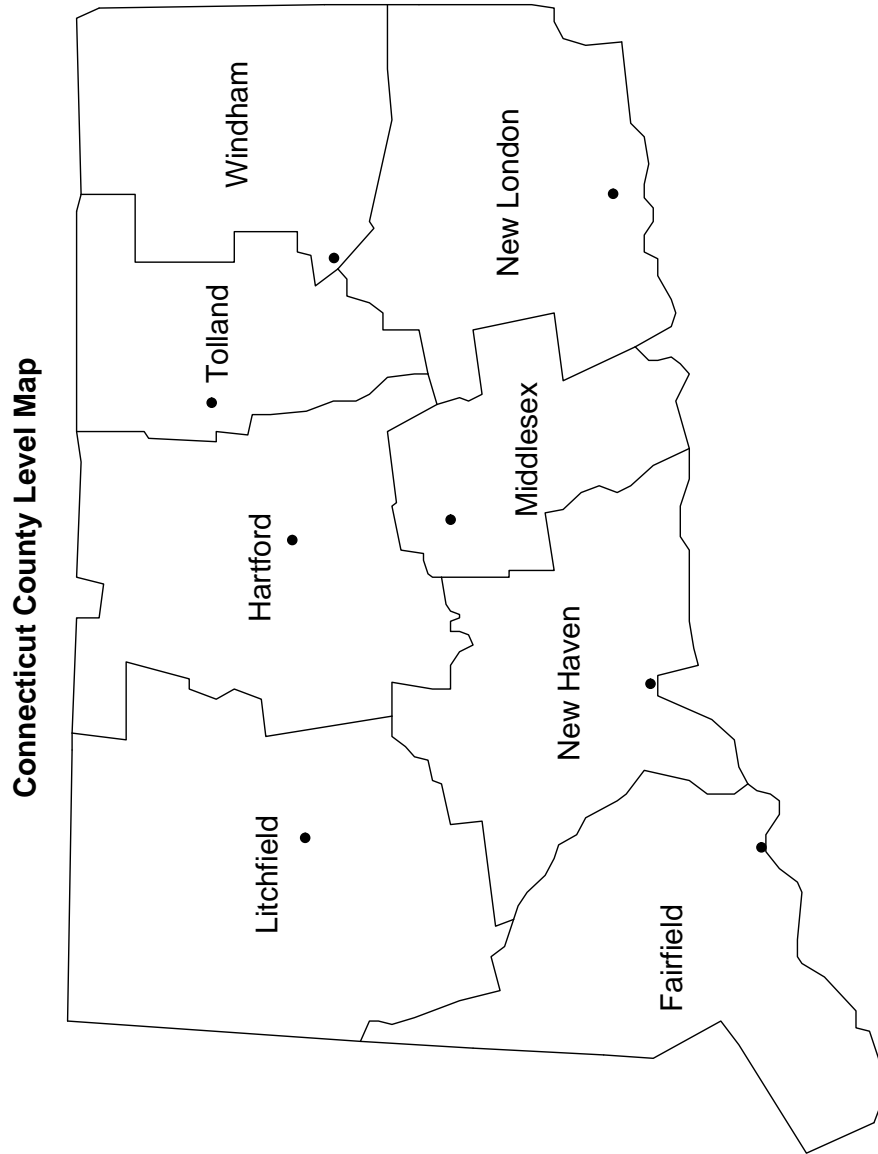 Connecticut County Level Map
Windham
Tolland
Hartford
Litchfield
New London
Middlesex
New Haven
Fairfield